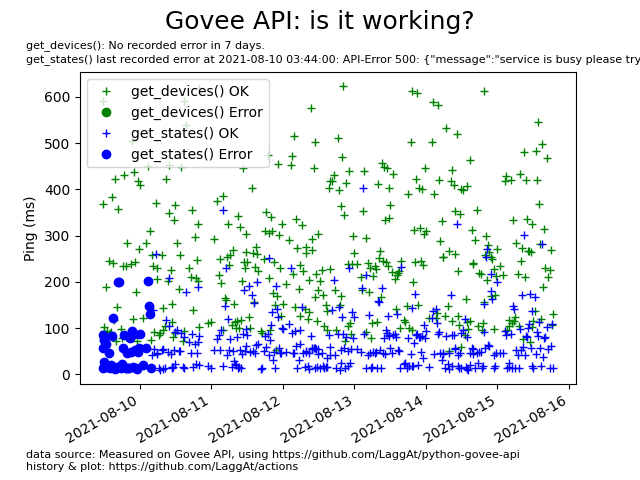 Govee API: is it working?
get_devices(): No recorded error in 7 days.
get_states() last recorded error at 2021-08-10 03:44:00: API-Error 500: {"message":"service is busy please try
get_devices() OK
get_devices() Error
get_states() OK
get_states() Error
Ping (ms)
600
500
400
300
200
100
0
2021-08-10
2021-08-11
2021-08-12
2021-08-13
2021-08-14
2021-08-15
2021-08-16
data source: Measured on Govee API, using https://github.com/LaggAt/python-govee-api
history & plot: https://github.com/LaggAt/actions